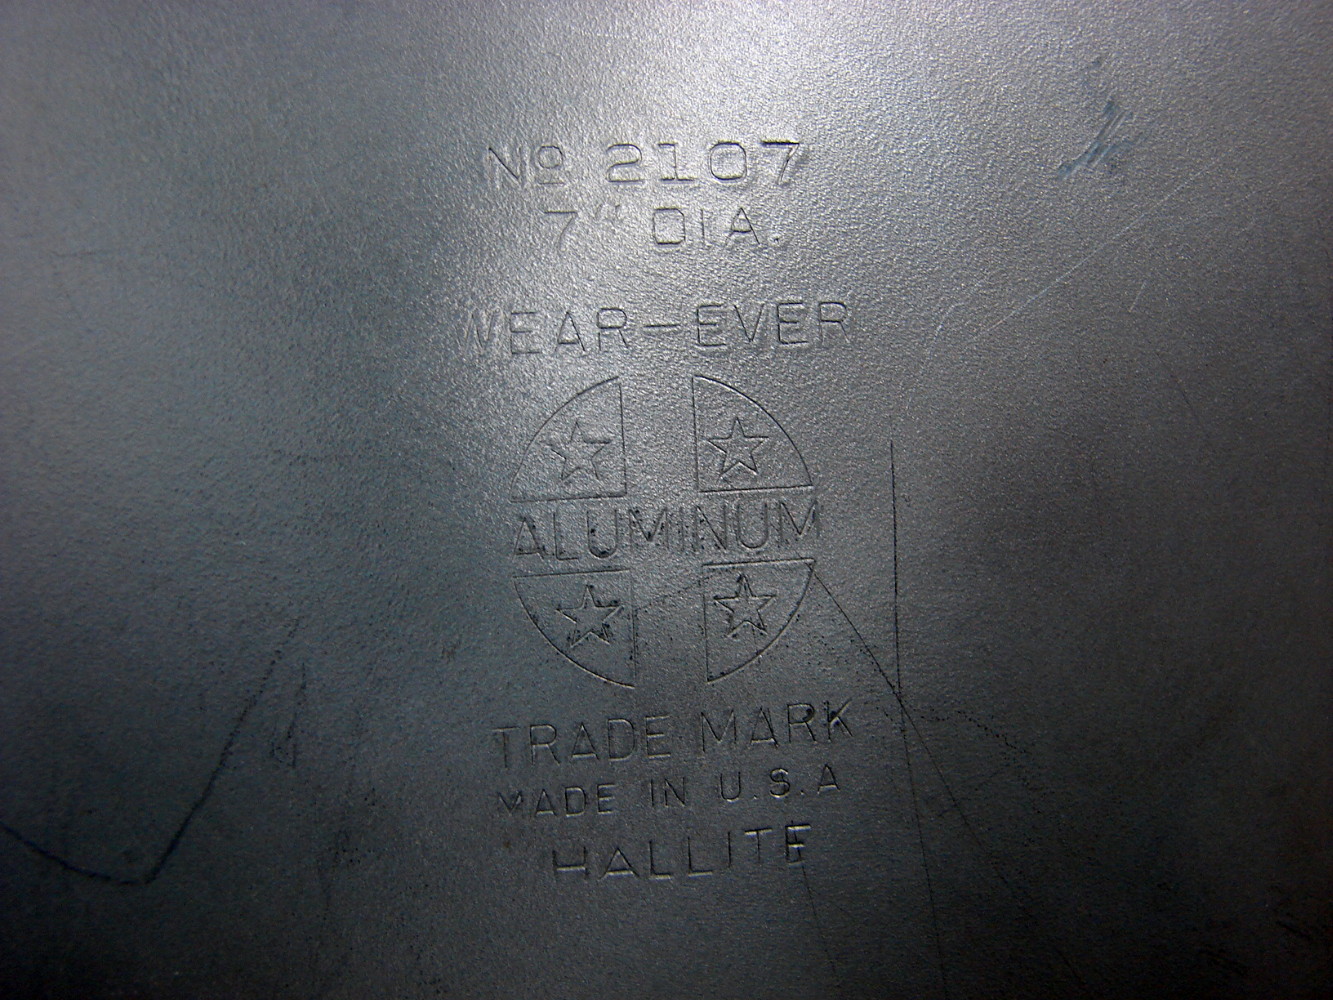 Nº 2107
7" DIA.
WEAR-EVER
ALUMINUM
TRADE MARK
MADE IN U.S.A
HALLITE